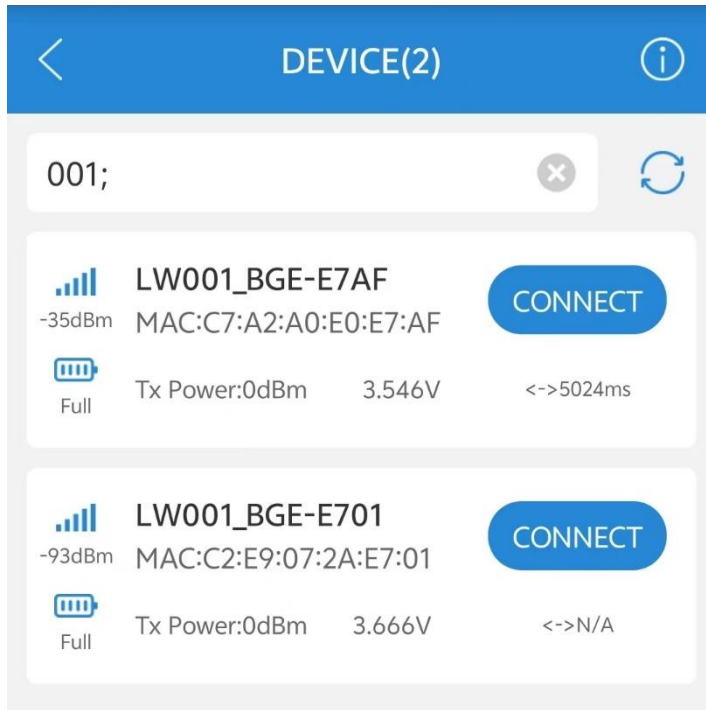 DEVICE(2)
001;
LW001_BGE-E7AF
CONNECT
-35dBm
MAC:C7:A2:A0:E0:E7:AF
Full
Tx Power:0dBm 3.546V <->5024ms
LW001_BGE-E701
CONNECT
-93dBm
MAC:C2:E9:07:2A:E7:01
Full
Tx Power:0dBm 3.666V <->N/A